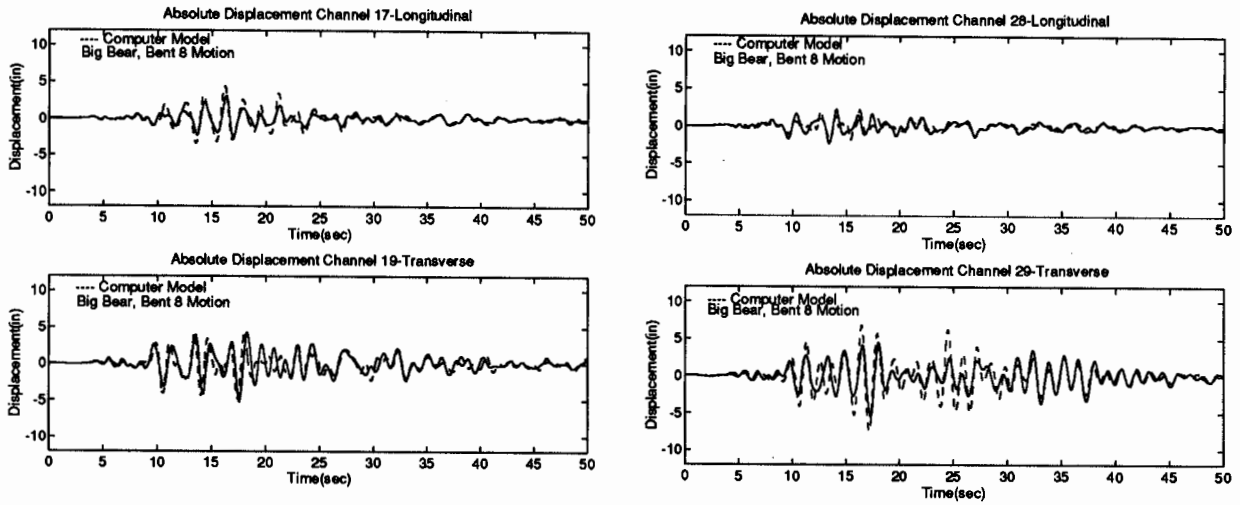 Absolute Displacement Channel 17-Longitudinal
Displacement(in)
10
5
0
-5
-10
---- Computer Model
Big Bear, Bent 8 Motion
0 5 10 15 20 25 30 35 40 45 50
Time(sec)
Absolute Displacement Channel 28-Longitudinal
Displacement(in)
10
5
0
-5
-10
---- Computer Model
Big Bear, Bent 8 Motion
0 5 10 15 20 25 30 35 40 45 50
Time(sec)
Absolute Displacement Channel 19-Transverse
Displacement(in)
10
5
0
-5
-10
---- Computer Model
Big Bear, Bent 8 Motion
0 5 10 15 20 25 30 35 40 45 50
Time(sec)
Absolute Displacement Channel 29-Transverse
Displacement(in)
10
5
0
-5
-10
---- Computer Model
Big Bear, Bent 8 Motion
0 5 10 15 20 25 30 35 40 45 50
Time(sec)